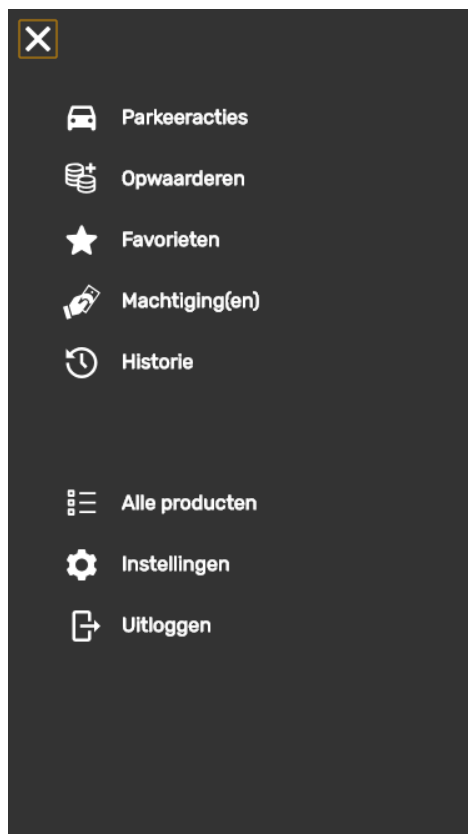 Parkeeracties
Opwaarderen
Favorieten
Machtiging(en)
Historie
Alle producten
Instellingen
Uitloggen